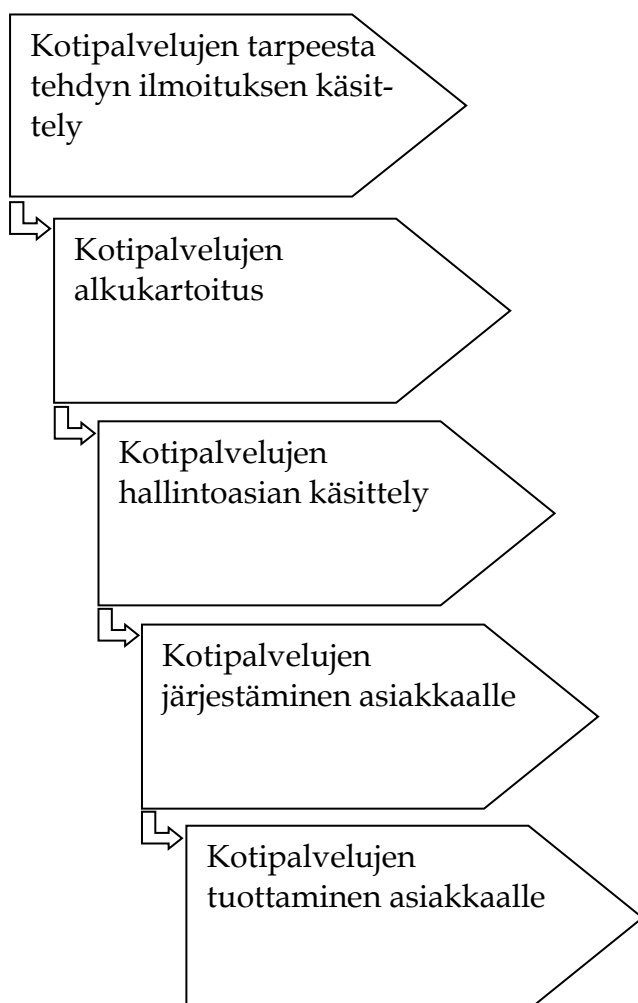 Kotipalvelujen tarpeesta
tehdyn ilmoituksen käsit-
tely
Kotipalvelujen
alkukartoitus
Kotipalvelujen
hallintoasian käsittely
Kotipalvelujen
järjestäminen asiakkaalle
Kotipalvelujen
tuottaminen asiakkaalle